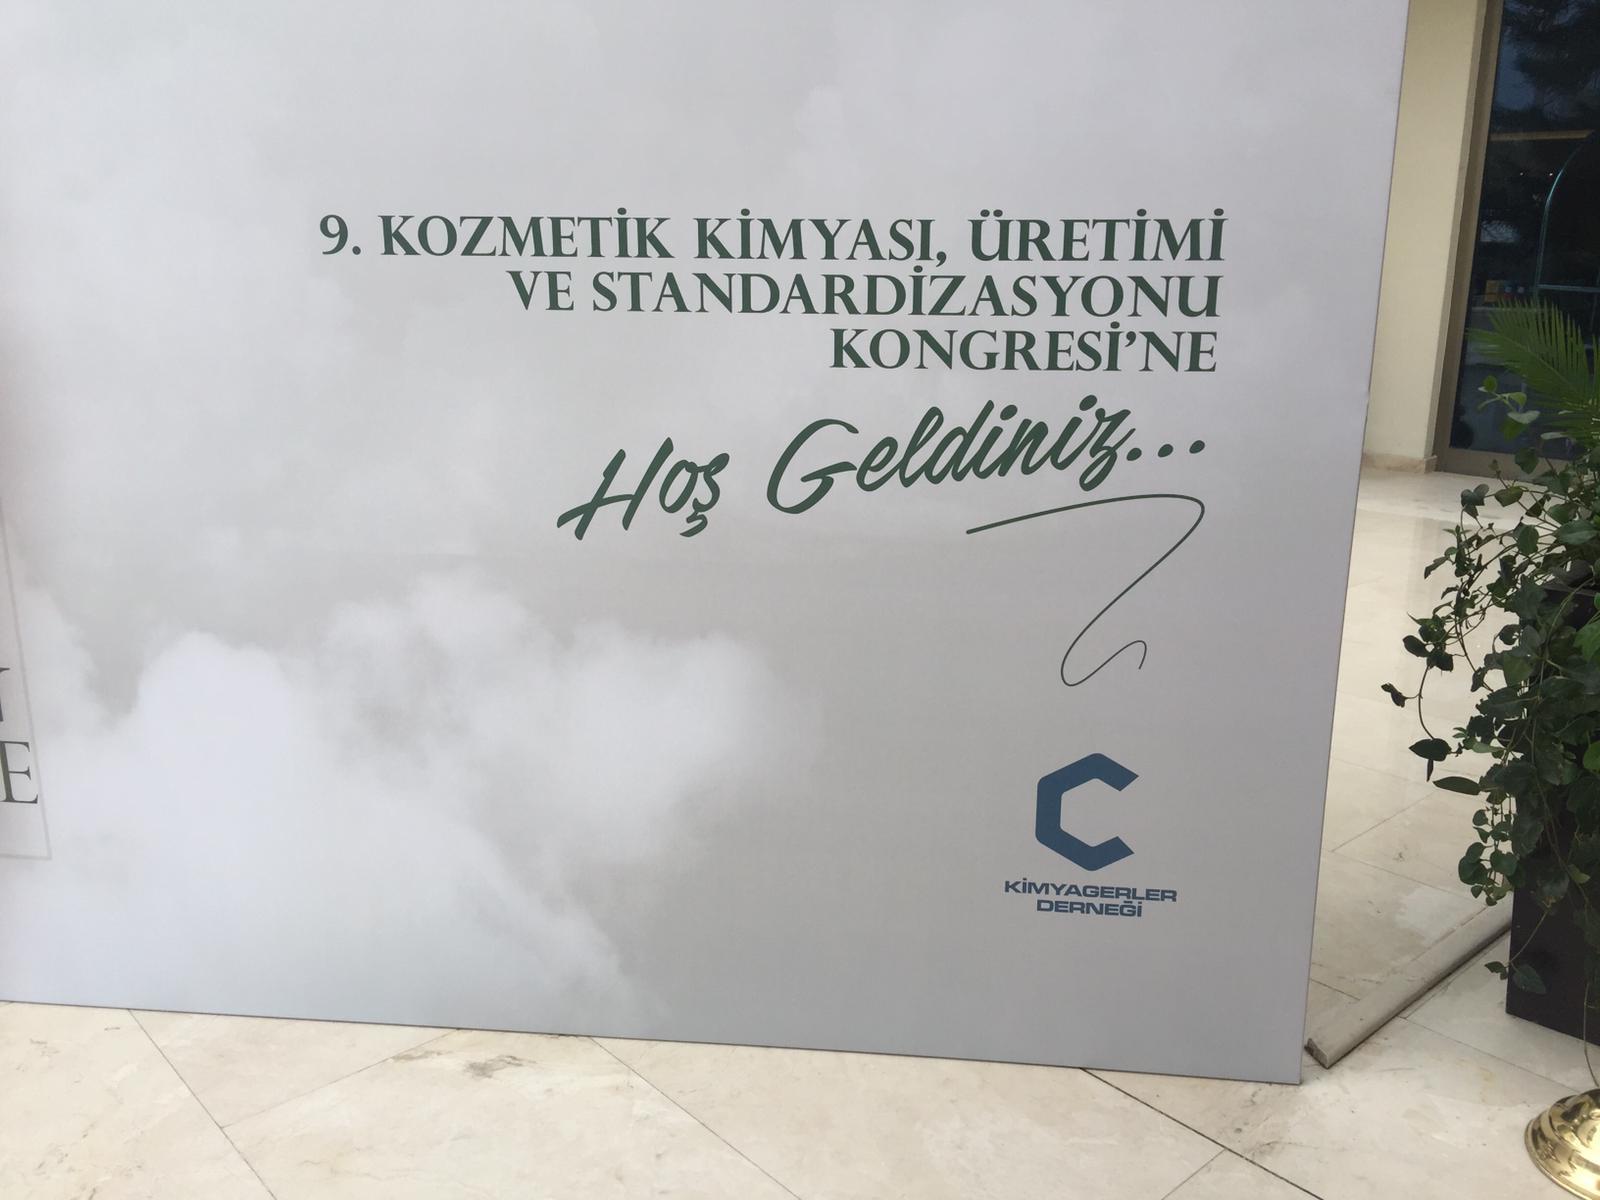 9. KOZMETİK KİMYASI, ÜRETİMİ
VE STANDARDİZASYONU
KONGRESİ'NE
Hoş Geldiniz...
KİMYAGERLER
DERNEĞİ